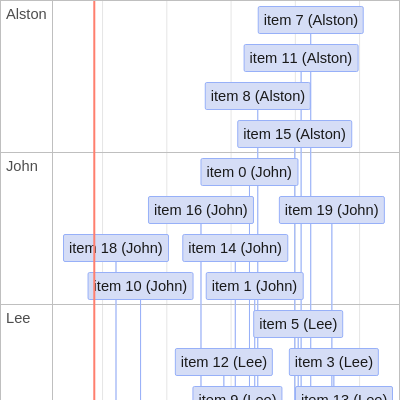 Alston
item 7 (Alston)
item 11 (Alston)
item 8 (Alston)
item 15 (Alston)
John
item 0 (John)
item 16 (John)
item 19 (John)
item 18 (John)
item 14 (John)
item 10 (John)
item 1 (John)
Lee
item 5 (Lee)
item 12 (Lee)
item 3 (Lee)
item 9 (Lee)
item 13 (Lee)